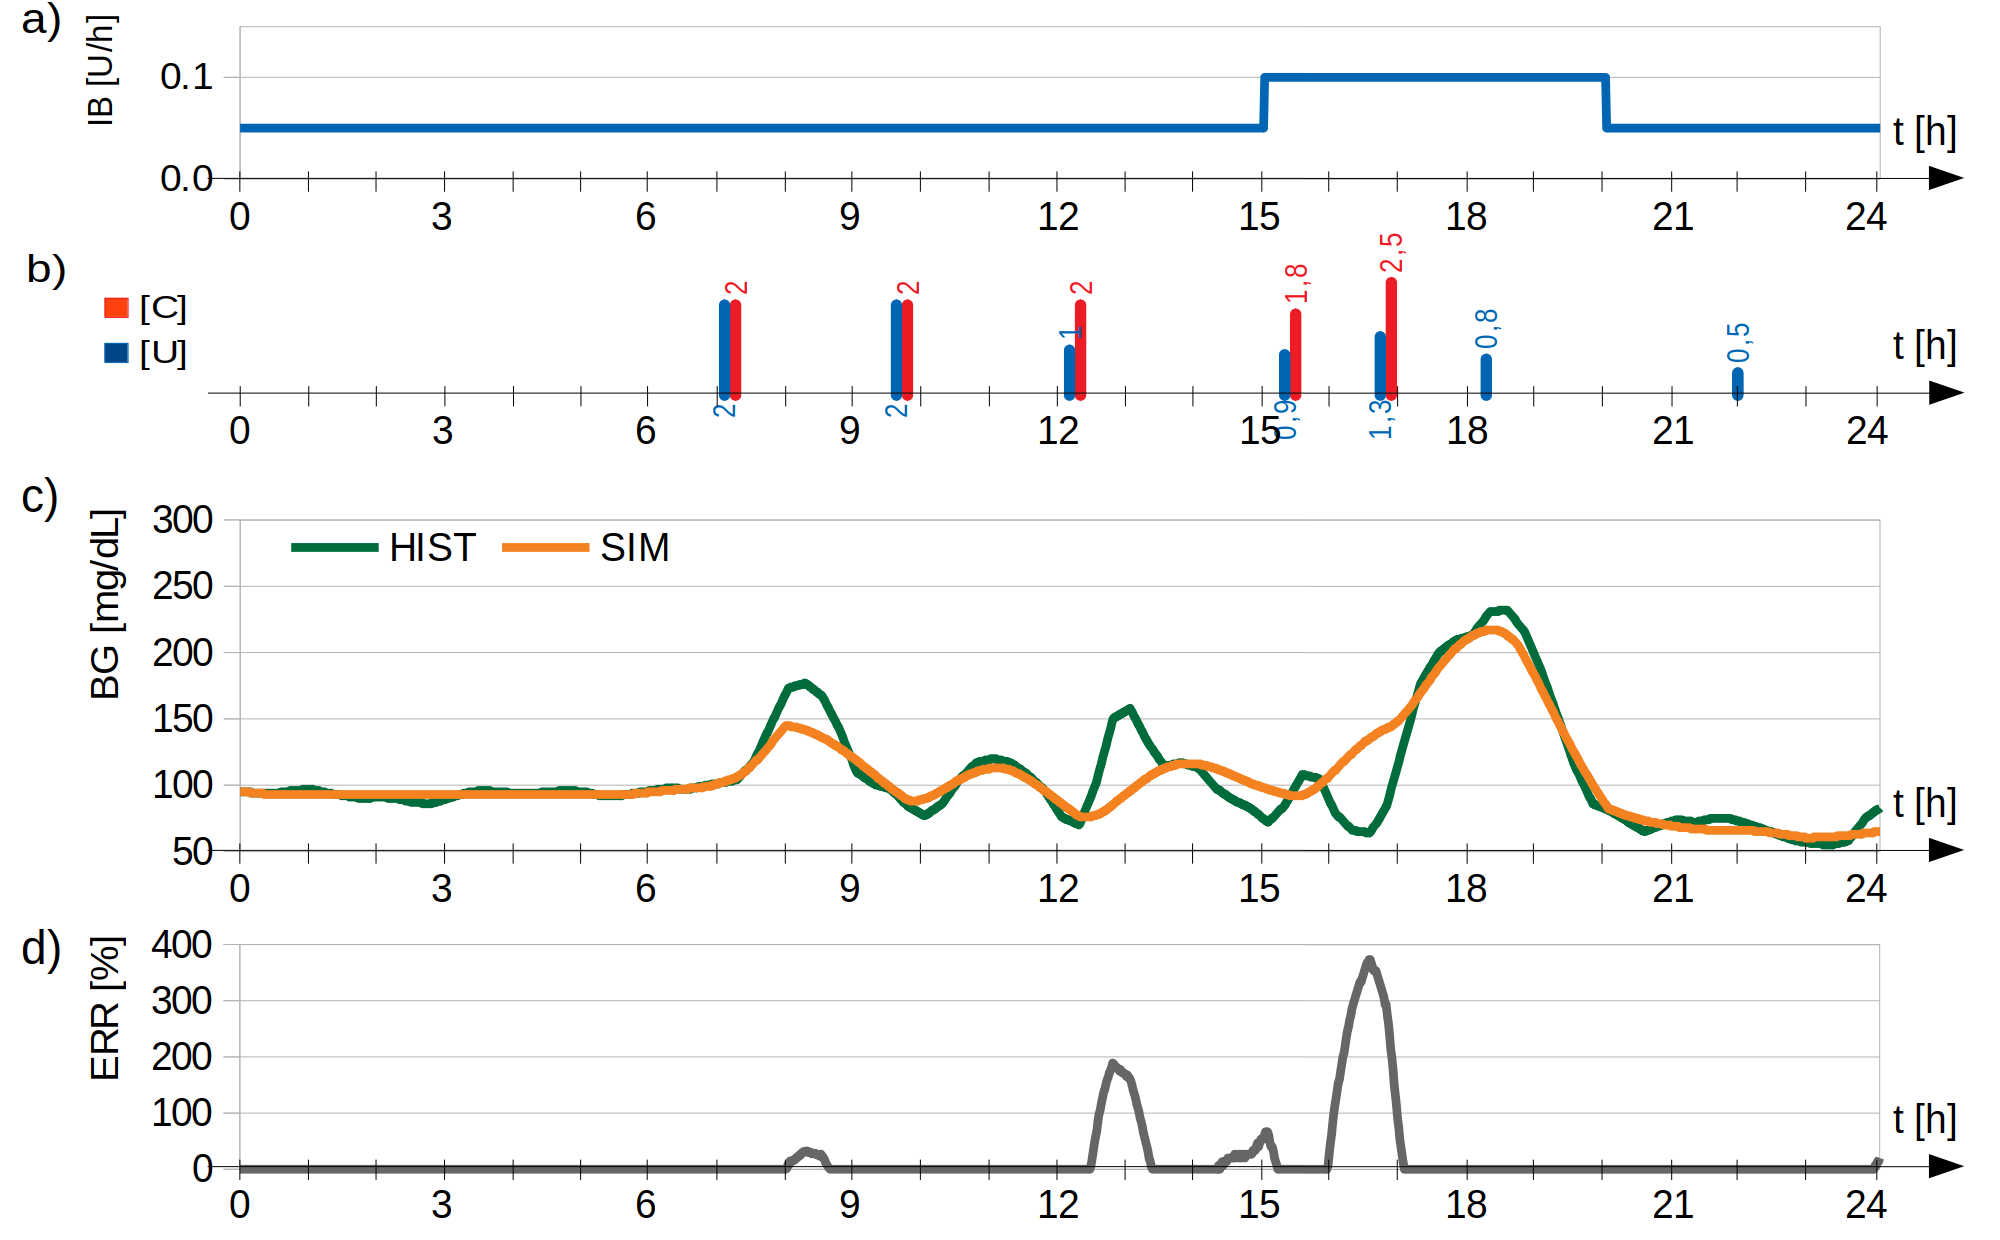 a)
IB [U/h]
0.1
0.0
t [h]
0 3 6 9 12 15 18 21 24
b)
[C]
[U]
2 2 2 2 1 2 0,9 1,8 1,3 2,5 0,8 0,5
t [h]
0 3 6 9 12 15 18 21 24
c)
BG [mg/dL]
HIST SIM
300
250
200
150
100
50
t [h]
0 3 6 9 12 15 18 21 24
d)
ERR [%]
400
300
200
100
0
t [h]
0 3 6 9 12 15 18 21 24